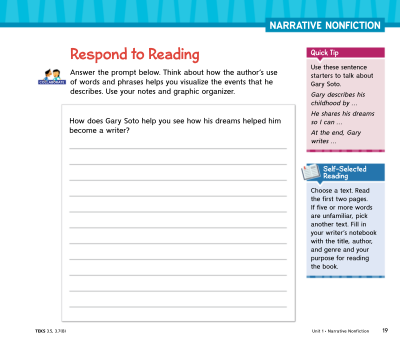 NARRATIVE NONFICTION
Respond to Reading
COLLABORATE
Answer the prompt below. Think about how the author's use
of words and phrases helps you visualize the events that he
describes. Use your notes and graphic organizer.
How does Gary Soto help you see how his dreams helped him
become a writer?
Quick Tip
Use these sentence
starters to talk about
Gary Soto.
Gary describes his
childhood by ...
He shares his dreams
so I can ...
At the end, Gary
writes ...
Self-Selected
Reading
Choose a text. Read
the first two pages.
If five or more words
are unfamiliar, pick
another text. Fill in
your writer's notebook
with the title, author,
and genre and your
purpose for reading
the book.
TEKS 3.5, 3.7(B)
Unit 1 • Narrative Nonfiction 19